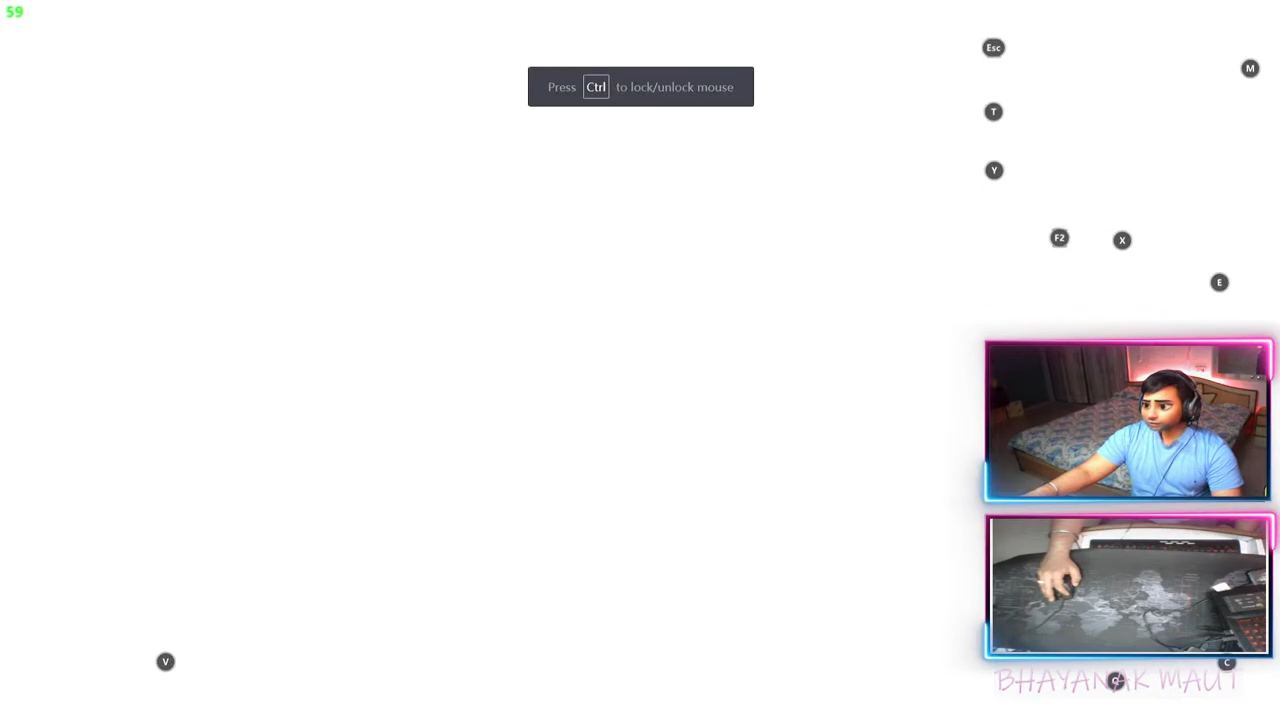 59
Esc
M
Press Ctrl to lock/unlock mouse
T
Y
F2
X
E
V
C
BHAYANAK MAUT